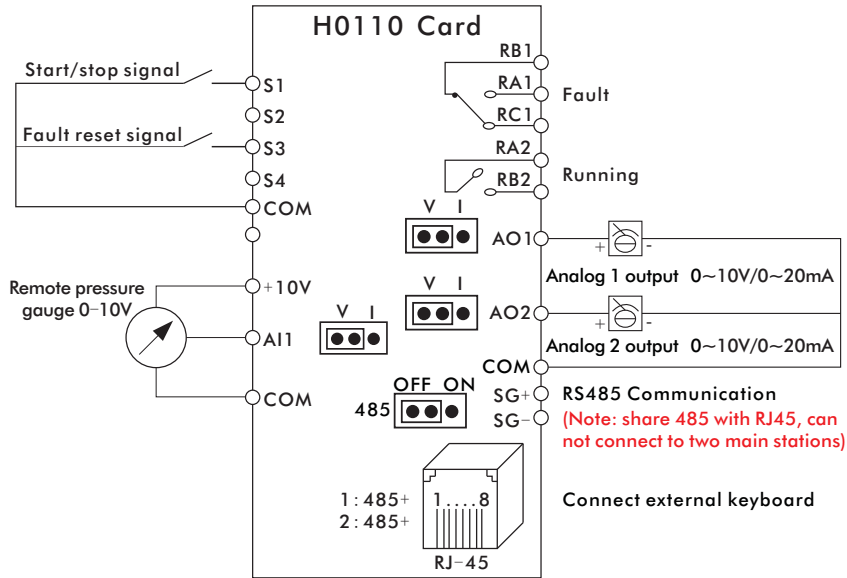 H0110 Card
Start/stop signal
S1
S2
Fault reset signal
S3
S4
COM
+10V
Remote pressure
gauge 0-10V
AI1
COM
RB1
RA1
Fault
RC1
RA2
RB2
Running
V I
AO1
+ -
Analog 1 output 0~10V/0~20mA
V I
AO2
+ -
Analog 2 output 0~10V/0~20mA
V I
COM
OFF ON
485
SG+
RS485 Communication
SG-
(Note: share 485 with RJ45, can
not connect to two main stations)
1:485+
2:485+
1....8
RJ-45
Connect external keyboard